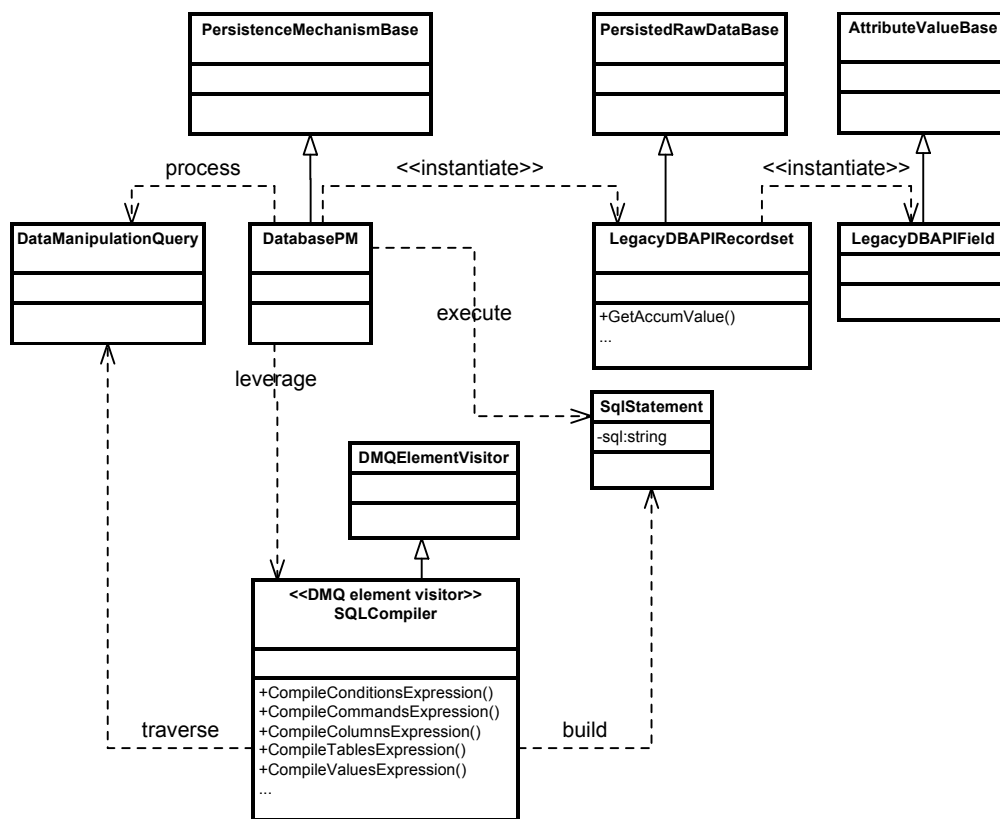 PersistenceMechanismBase
PersistedRawDataBase
AttributeValueBase
process
<<instantiate>>
<<instantiate>>
DataManipulationQuery
DatabasePM
LegacyDBAPIRecordset
LegacyDBAPIField
+GetAccumValue()
...
execute
leverage
SqlStatement
-sql:string
DMQElementVisitor
<<DMQ element visitor>>
SQLCompiler
+CompileConditionsExpression()
+CompileCommandsExpression()
+CompileColumnsExpression()
+CompileTablesExpression()
+CompileValuesExpression()
...
traverse
build